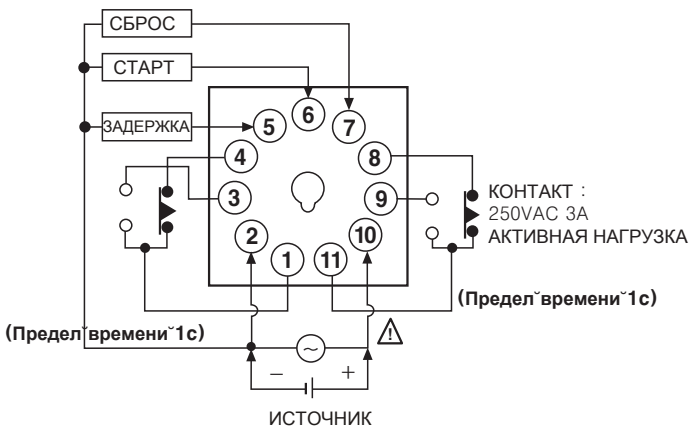 СБРОС
СТАРТ
ЗАДЕРЖКА
6
5
7
4
8
3
9
2
10
1
11
КОНТАКТ :
250VAC 3A
АКТИВНАЯ НАГРУЗКА
(Предел˘времени˘1с)
(Предел˘времени˘1с)
~
!
− +
ИСТОЧНИК